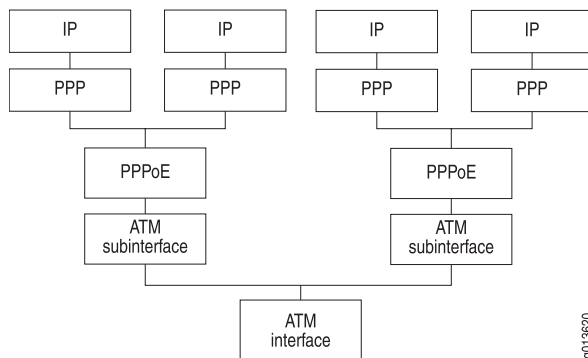 IP
IP
IP
IP
PPP
PPP
PPP
PPP
PPPoE
PPPoE
ATM
subinterface
ATM
subinterface
ATM
interface
g013620